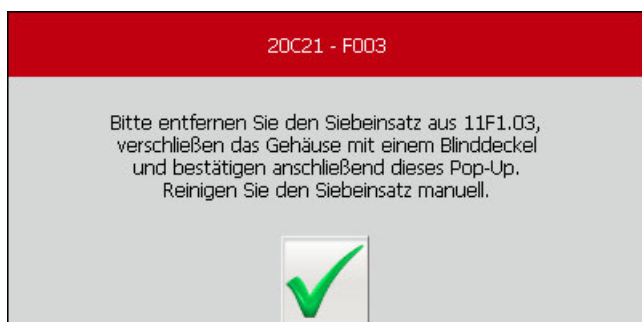 20C21 - F003
Bitte entfernen Sie den Siebeinsatz aus 11F1.03,
verschließen das Gehäuse mit einem Blinddeckel
und bestätigen anschließend dieses Pop-Up.
Reinigen Sie den Siebeinsatz manuell.